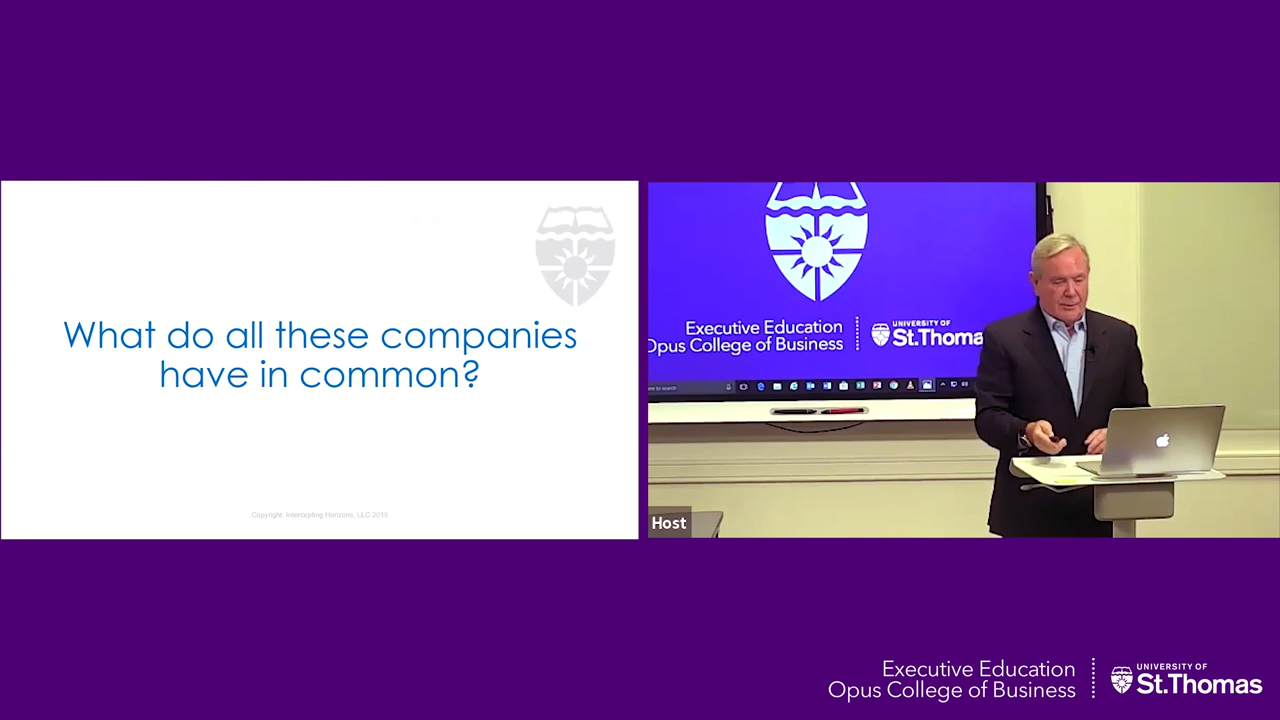 What do all these companies
have in common?
Copyright: Intercepting Horizons, LLC 2019
Executive Education
Opus College of Business
UNIVERSITY OF
St.Thomas
Host
Executive Education
Opus College of Business
UNIVERSITY OF
St.Thomas